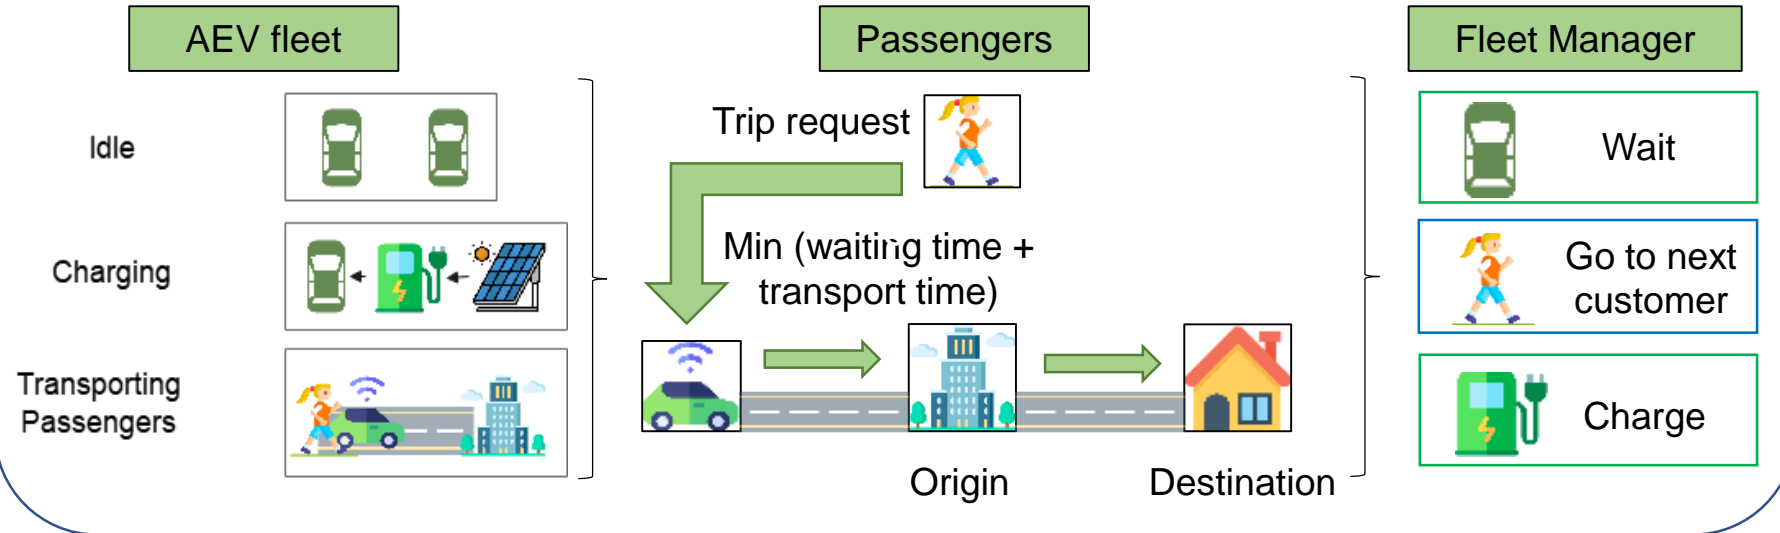 AEV fleet
Passengers
Fleet Manager
Idle
Trip request
Wait
Charging
Min (waiting time +
transport time)
Go to next
customer
Transporting
Passengers
Charge
Origin
Destination